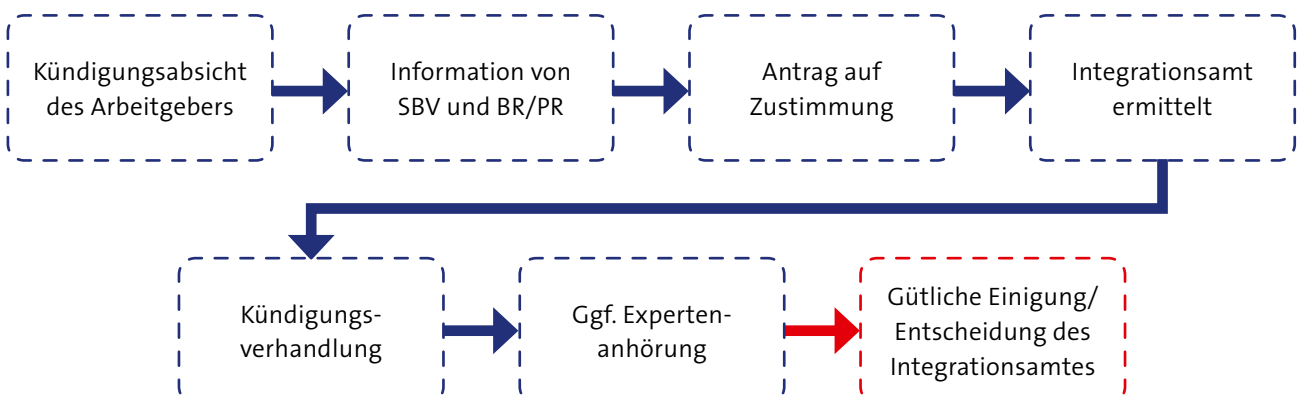 Kündigungsabsicht
des Arbeitgebers
Information von
SBV und BR/PR
Antrag auf
Zustimmung
Integrationsamt
ermittelt
Kündigungs-
verhandlung
Ggf. Experten-
anhörung
Gütliche Einigung/
Entscheidung des
Integrationsamtes